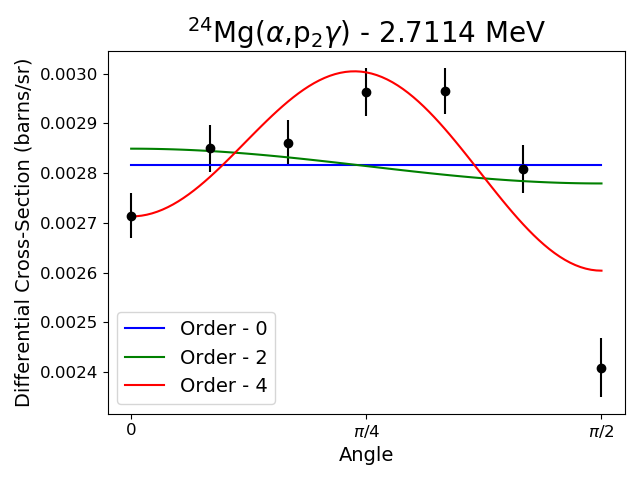 ²⁴Mg(α,p₂γ) - 2.7114 MeV
Differential Cross-Section (barns/sr)
0.0030
0.0029
0.0028
0.0027
0.0026
0.0025
0.0024
Order - 0
Order - 2
Order - 4
0 π/4 π/2
Angle